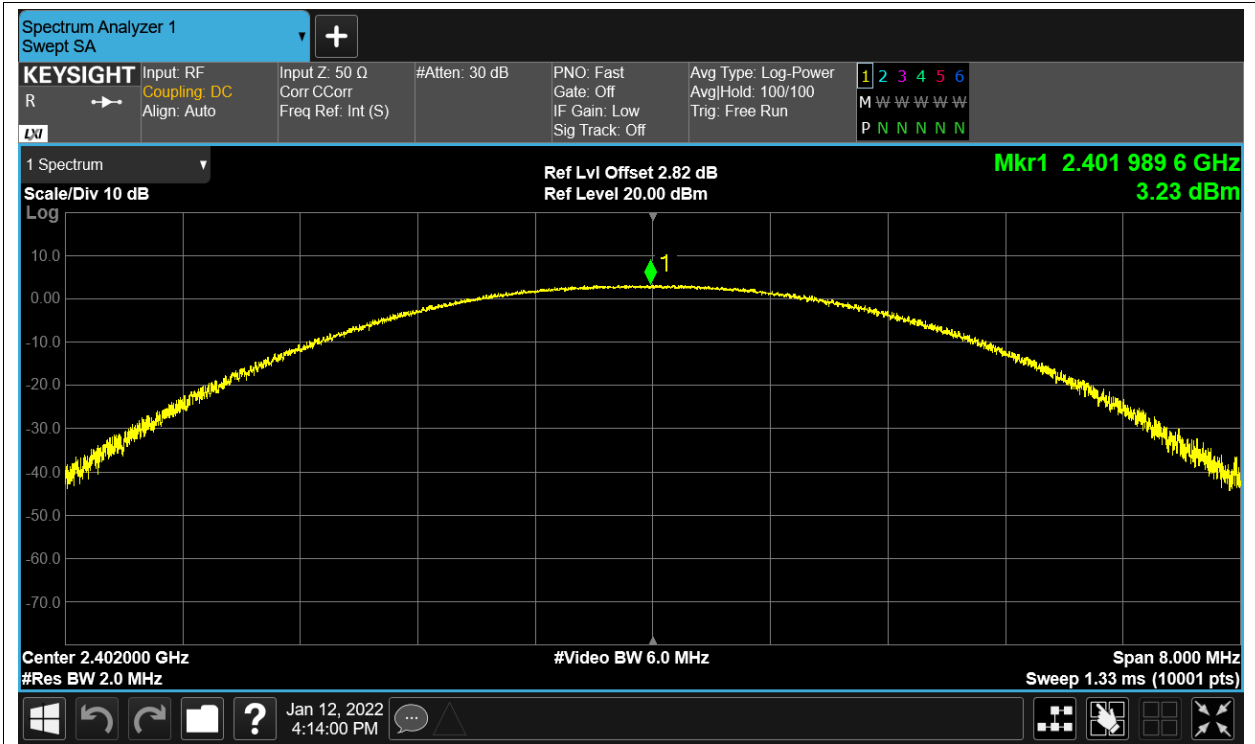 Spectrum Analyzer 1
Swept SA
KEYSIGHT
R
LXI
Input: RF
Coupling: DC
Align: Auto
Input Z: 50 Ω
Corr CCorr
Freq Ref: Int (S)
#Atten: 30 dB
PNO: Fast
Gate: Off
IF Gain: Low
Sig Track: Off
Avg Type: Log-Power
Avg|Hold: 100/100
Trig: Free Run
1 2 3 4 5 6
M W W W W W
P N N N N N
1 Spectrum
Scale/Div 10 dB
Log
Ref Lvl Offset 2.82 dB
Ref Level 20.00 dBm
Mkr1 2.401 989 6 GHz
3.23 dBm
1
10.0
0.00
-10.0
-20.0
-30.0
-40.0
-50.0
-60.0
-70.0
Center 2.402000 GHz
#Video BW 6.0 MHz
Span 8.000 MHz
#Res BW 2.0 MHz
Sweep 1.33 ms (10001 pts)
?
Jan 12, 2022
4:14:00 PM